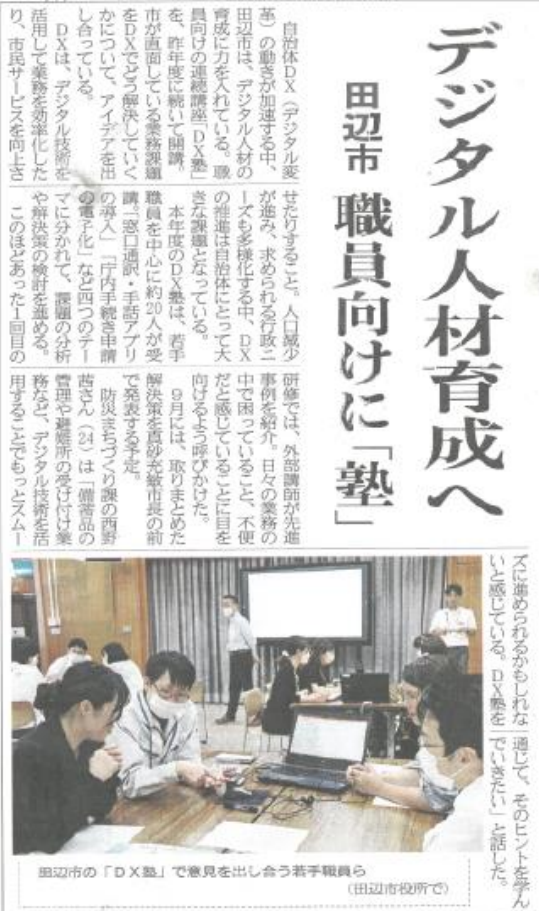 デジタル人材育成へ
田辺市 職員向けに「塾」
自治体DX(デジタル変
革)の動きが加速する中、
田辺市は、デジタル人材の
育成に力を入れている。職
員向けの連続講座「DX塾」
を、昨年度に続いて開講。
市が直面している業務課題
をDXでどう解決していく
かについて、アイデアを出
し合っている。
DXは、デジタル技術を
活用して業務を効率化した
り、市民サービスを向上さ
せたりすること。人口減少
が進み、求められる行政ニ
ーズも多様化する中、DX
の推進は自治体にとって大
きな課題となっている。
本年度のDX塾は、若手
職員を中心に約20人が受
講。「窓口通訳・手話アプリ
の導入」「庁内手続き申請
の電子化」など四つのテー
マに分かれて、課題の分析
や解決策の検討を進める。
このほどあった1回目の
研修では、外部講師が先進
事例を紹介。日々の業務の
中で困っていること、不便
だと感じていることに目を
向けるよう呼びかけた。
9月には、取りまとめた
解決策を真砂充敏市長の前
で発表する予定。
防災まちづくり課の西野
茜さん(24)は「備蓄品の
管理や避難所の受け付け業
務など、デジタル技術を活
用することでもっとスムー
ズに進められるかもしれな
いと感じている。DX塾を
通じて、そのヒントを学ん
でいきたい」と話した。
田辺市の「DX塾」で意見を出し合う若手職員ら
(田辺市役所で)